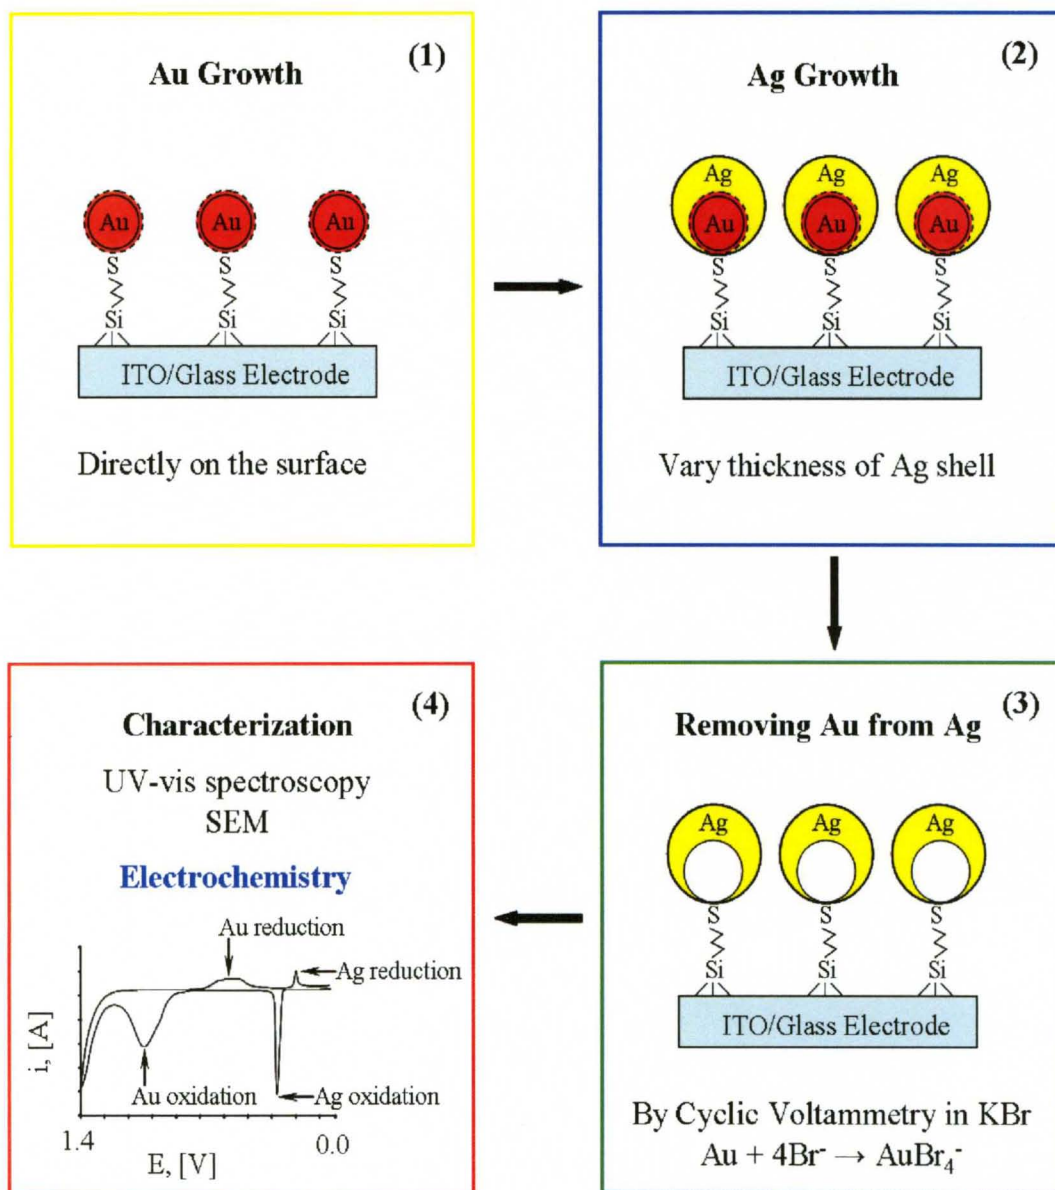 (1)
Au Growth
Au Au Au
S S S
Si Si Si
ITO/Glass Electrode
Directly on the surface
(2)
Ag Growth
Ag Ag Ag
Au Au Au
S S S
Si Si Si
ITO/Glass Electrode
Vary thickness of Ag shell
(3)
Removing Au from Ag
Ag Ag Ag
S S S
Si Si Si
ITO/Glass Electrode
By Cyclic Voltammetry in KBr
Au + 4Br⁻ → AuBr₄⁻
(4)
Characterization
UV-vis spectroscopy
SEM
Electrochemistry
Au reduction
Ag reduction
i, [A]
Au oxidation
Ag oxidation
1.4 0.0
E, [V]